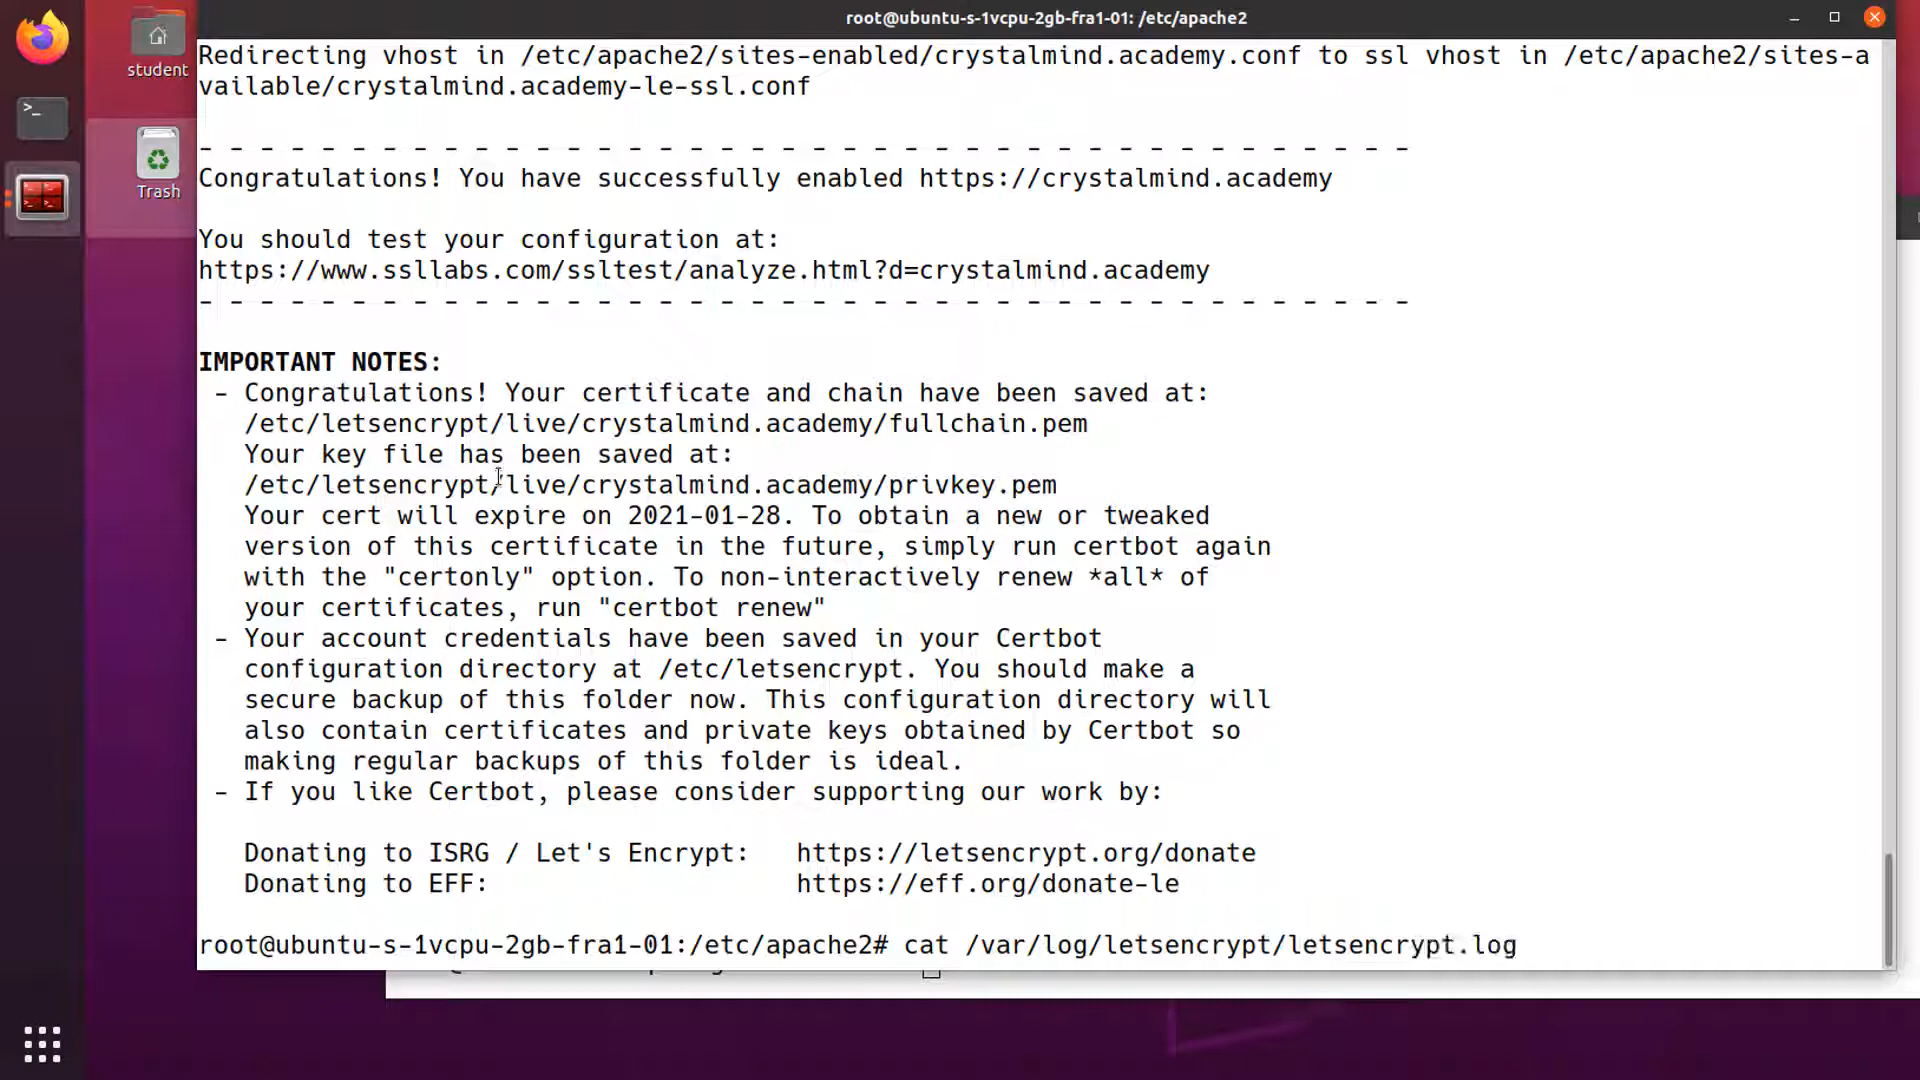 root@ubuntu-s-1vcpu-2gb-fra1-01: /etc/apache2
student
Trash
Redirecting vhost in /etc/apache2/sites-enabled/crystalmind.academy.conf to ssl vhost in /etc/apache2/sites-a
vailable/crystalmind.academy-le-ssl.conf
- - - - - - - - - - - - - - - - - - - - - - - - - - - - - - - - - - - - - - - -
Congratulations! You have successfully enabled https://crystalmind.academy
You should test your configuration at:
https://www.ssllabs.com/ssltest/analyze.html?d=crystalmind.academy
- - - - - - - - - - - - - - - - - - - - - - - - - - - - - - - - - - - - - - - -
IMPORTANT NOTES:
- Congratulations! Your certificate and chain have been saved at:
/etc/letsencrypt/live/crystalmind.academy/fullchain.pem
Your key file has been saved at:
/etc/letsencrypt/live/crystalmind.academy/privkey.pem
Your cert will expire on 2021-01-28. To obtain a new or tweaked
version of this certificate in the future, simply run certbot again
with the "certonly" option. To non-interactively renew *all* of
your certificates, run "certbot renew"
- Your account credentials have been saved in your Certbot
configuration directory at /etc/letsencrypt. You should make a
secure backup of this folder now. This configuration directory will
also contain certificates and private keys obtained by Certbot so
making regular backups of this folder is ideal.
- If you like Certbot, please consider supporting our work by:
Donating to ISRG / Let's Encrypt:   https://letsencrypt.org/donate
Donating to EFF:                    https://eff.org/donate-le
root@ubuntu-s-1vcpu-2gb-fra1-01:/etc/apache2# cat /var/log/letsencrypt/letsencrypt.log